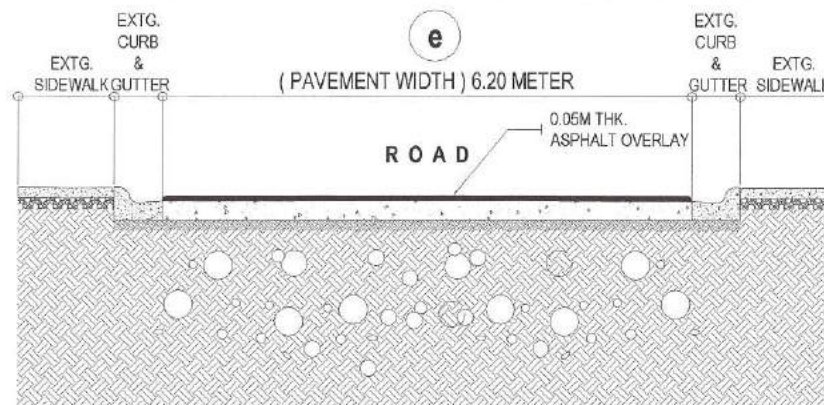 EXTG.
CURB
&
GUTTER
EXTG.
SIDEWALK
e
( PAVEMENT WIDTH ) 6.20 METER
EXTG.
CURB
&
GUTTER
EXTG.
SIDEWALK
0.05M THK.
ASPHALT OVERLAY
ROAD